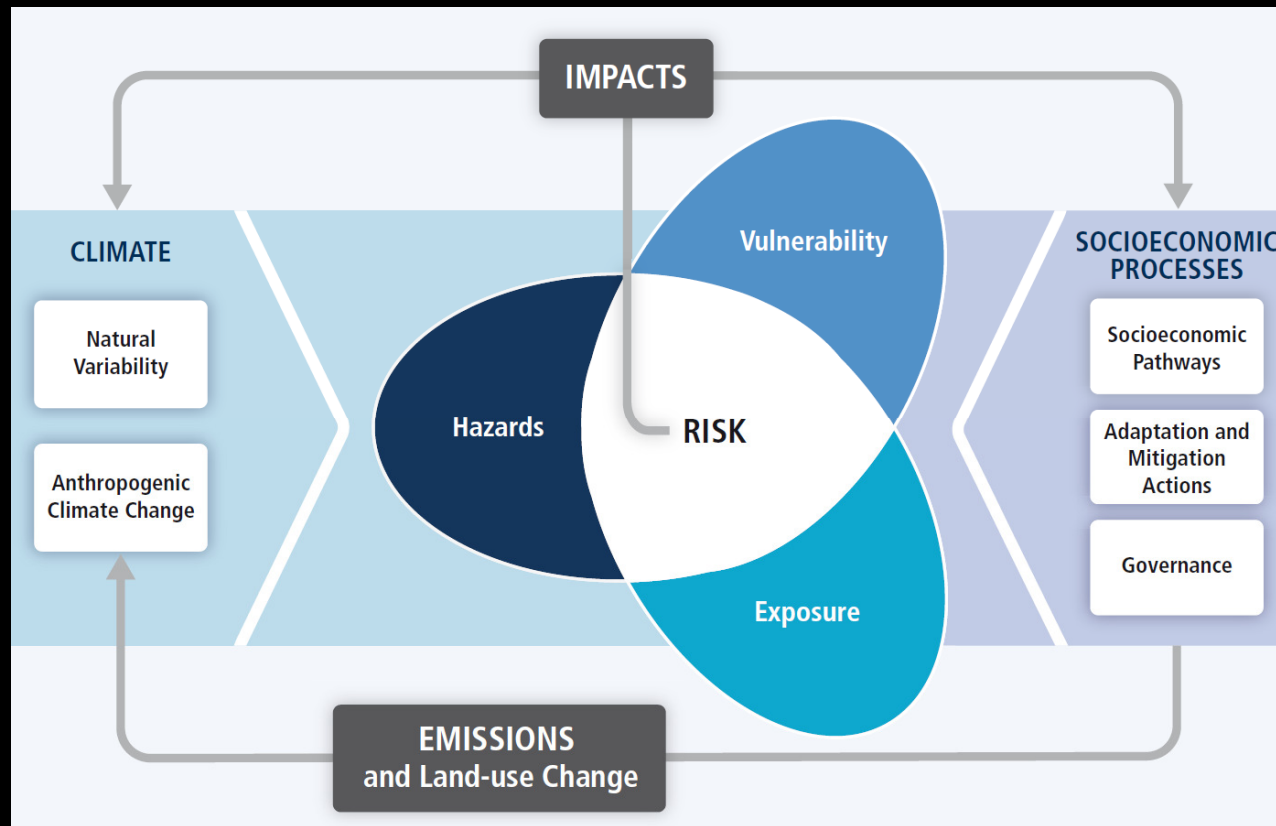 IMPACTS
CLIMATE
Natural
Variability
Anthropogenic
Climate Change
Vulnerability
Hazards
RISK
Exposure
SOCIOECONOMIC
PROCESSES
Socioeconomic
Pathways
Adaptation and
Mitigation
Actions
Governance
EMISSIONS
and Land-use Change